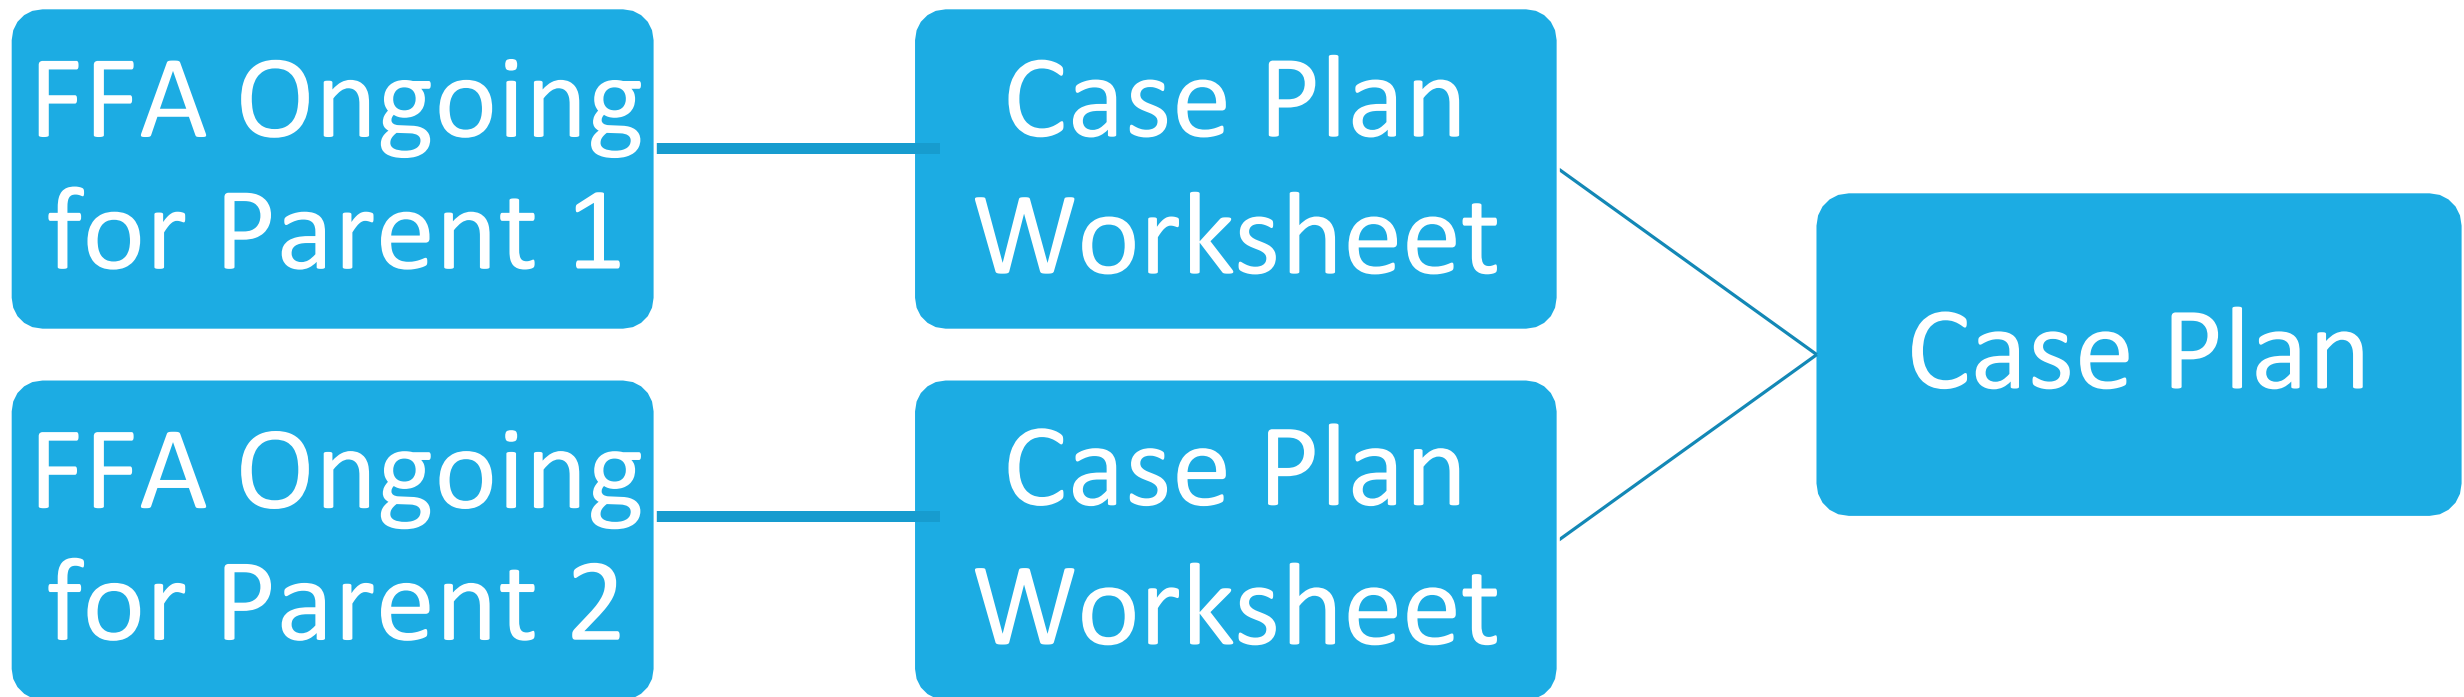 FFA Ongoing
for Parent 1
Case Plan
Worksheet
FFA Ongoing
for Parent 2
Case Plan
Worksheet
Case Plan